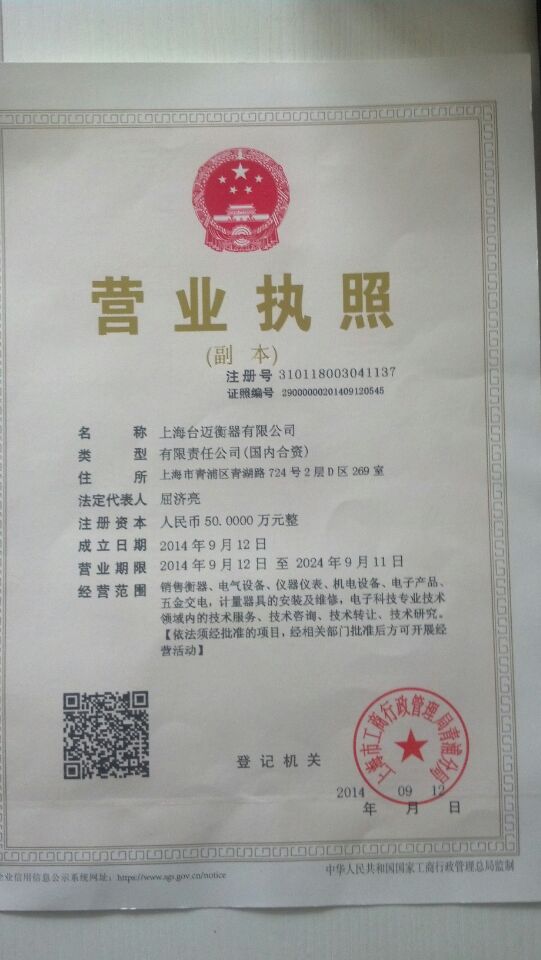 营业执照
(副 本)
注册号 310118003041137
证照编号 29000000201409120545
名称 上海台迈衡器有限公司
类型 有限责任公司(国内合资)
住所 上海市青浦区青湖路724号2层D区269室
法定代表人 屈济亮
注册资本 人民币50.0000万元整
成立日期 2014年9月12日
营业期限 2014年9月12日 至 2024年9月11日
经营范围 销售衡器、电气设备、仪器仪表、机电设备、电子产品、
五金交电，计量器具的安装及维修，电子科技专业技术
领域内的技术服务、技术咨询、技术转让、技术研究。
【依法须经批准的项目，经相关部门批准后方可开展经
营活动】
上海市工商行政管理局青浦分局
登记机关
2014 09 12
年 月 日
企业信用信息公示系统网址：https://www.sgs.gov.cn/notice
中华人民共和国国家工商行政管理总局监制